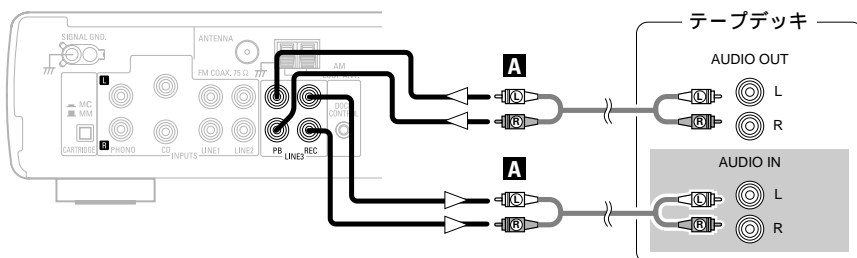 テープデッキ
SIGNAL GND.
ANTENNA
AM
FM COAX. 75 Ω
A
AUDIO OUT
L
L
R
L
R
R
MC
MM
CONTROL
CARTRIDGE
L
R
PHONO
CD
INPUTS
LINE1
LINE2
PB
LINE3
REC
A
AUDIO IN
L
L
L
R
R
R